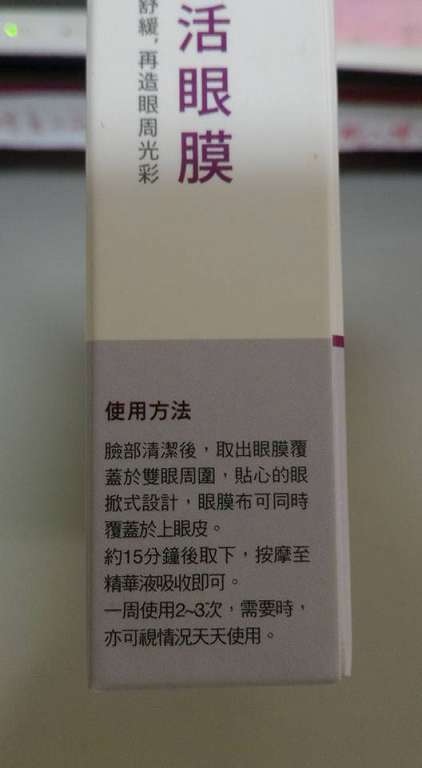 活眼膜
舒緩，再造眼周光彩
使用方法
臉部清潔後，取出眼膜覆
蓋於雙眼周圍，貼心的眼
掀式設計，眼膜布可同時
覆蓋於上眼皮。
約15分鐘後取下，按摩至
精華液吸收即可。
一周使用2~3次，需要時，
亦可視情況天天使用。